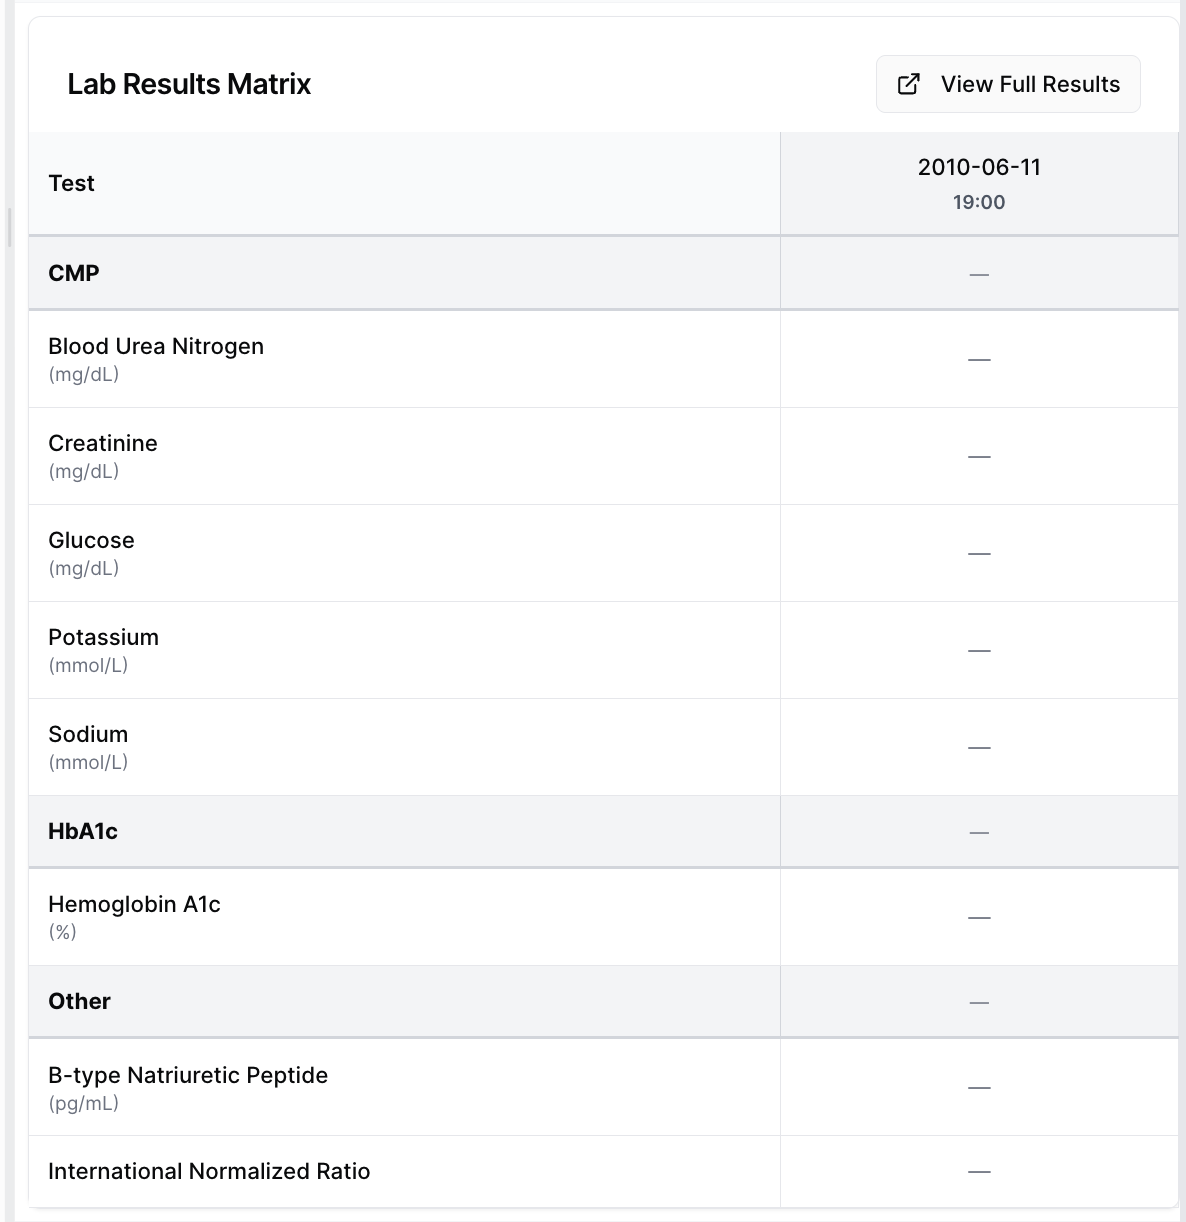 Lab Results Matrix
View Full Results
Test
2010-06-11
19:00
CMP
—
Blood Urea Nitrogen
(mg/dL)
—
Creatinine
(mg/dL)
—
Glucose
(mg/dL)
—
Potassium
(mmol/L)
—
Sodium
(mmol/L)
—
HbA1c
—
Hemoglobin A1c
(%)
—
Other
—
B-type Natriuretic Peptide
(pg/mL)
—
International Normalized Ratio
—